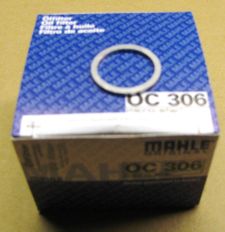 Ölfilter
Oil filter
Filtre à huile
Filtro de aceite
OC 306
MAHLE
OC 306